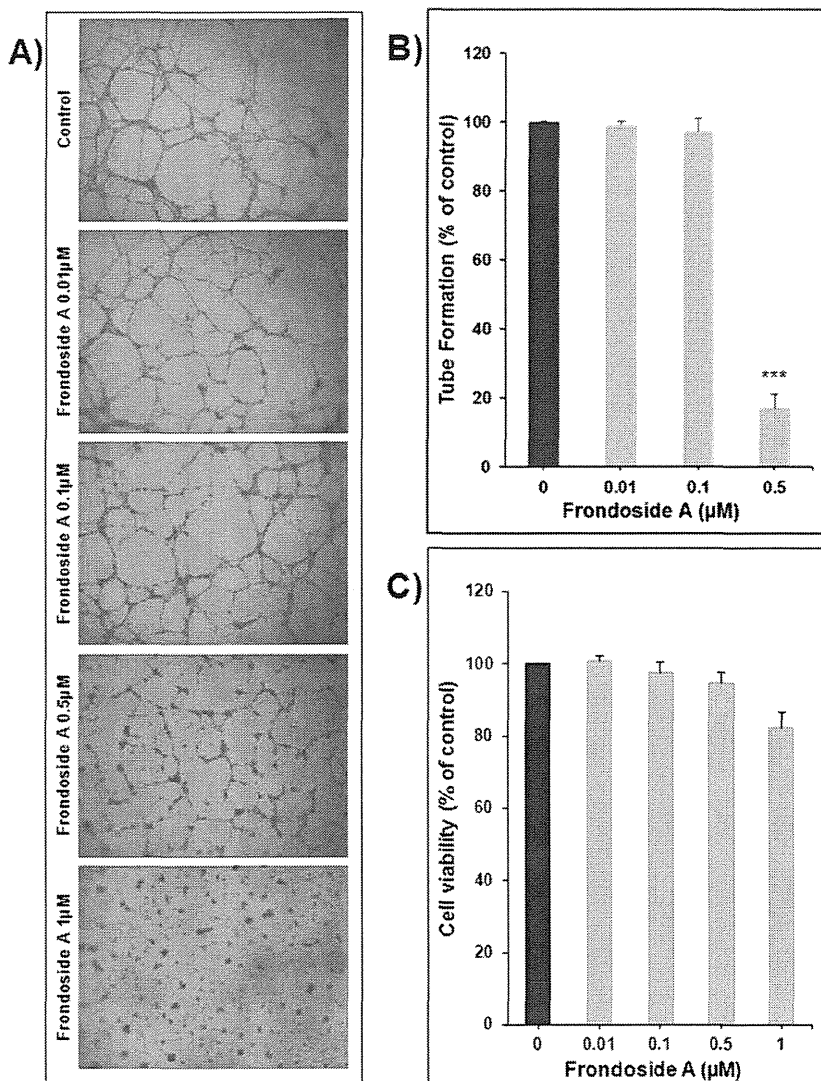 A)
Control
Frondoside A 0.01µM
Frondoside A 0.1µM
Frondoside A 0.5µM
Frondoside A 1µM
B)
Tube Formation (% of control)
120
100
80
60
40
20
0
***
0 0.01 0.1 0.5
Frondoside A (µM)
C)
Cell viability (% of control)
120
100
80
60
40
20
0
0 0.01 0.1 0.5 1
Frondoside A (µM)